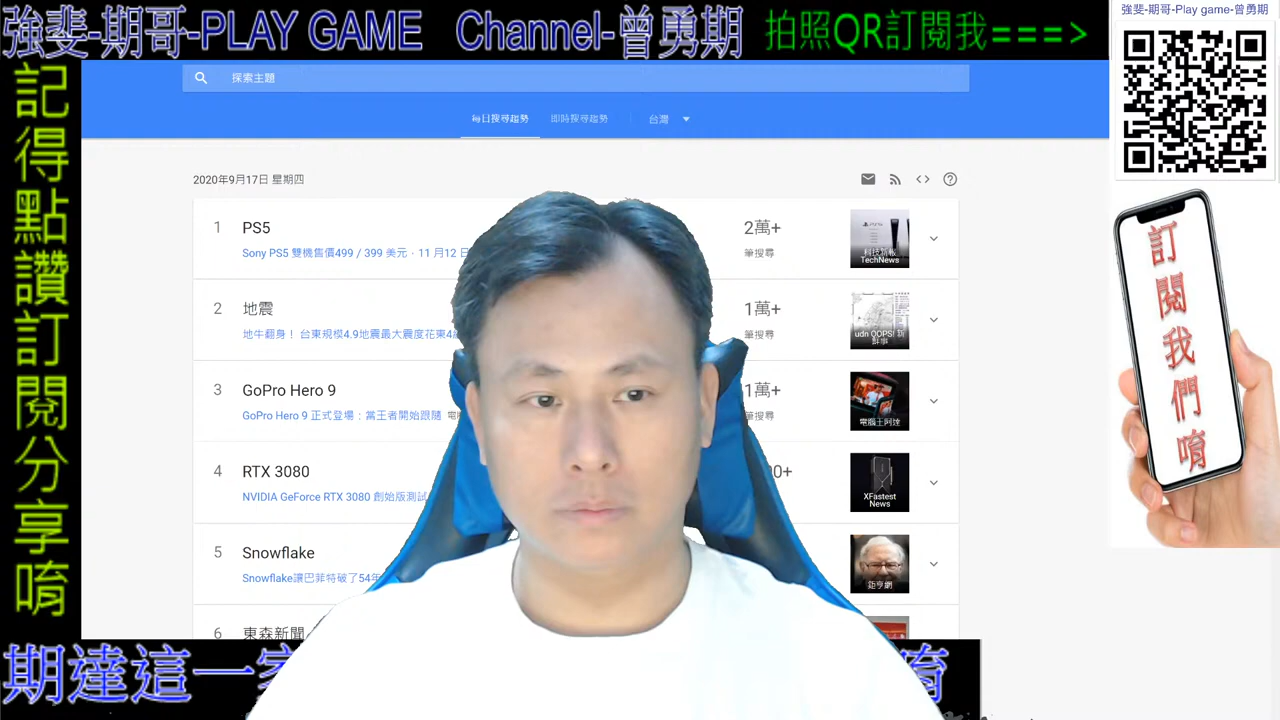 強斐-期哥-PLAY GAME Channel-曾勇期
拍照QR訂閱我===>
強斐-期哥-Play game-曾勇期
記得點讚訂閱分享唷
探索主題
每日搜尋趨勢
即時搜尋趨勢
台灣
2020年9月17日 星期四
1
PS5
Sony PS5 雙機售價499 / 399 美元,11 月12 日
2萬+
筆搜尋
科技新報
TechNews
2
地震
地牛翻身! 台東規模4.9地震最大震度花東4
1萬+
筆搜尋
udn OOPS! 新
鮮事
3
GoPro Hero 9
GoPro Hero 9 正式登場:當王者開始跟隨
1萬+
筆搜尋
電腦王阿達
4
RTX 3080
NVIDIA GeForce RTX 3080 創始版測試
XFastest
News
5
Snowflake
Snowflake讓巴菲特破了54年
鉅亨網
6
東森新聞
訂閱我們唷
期達這一家
唷